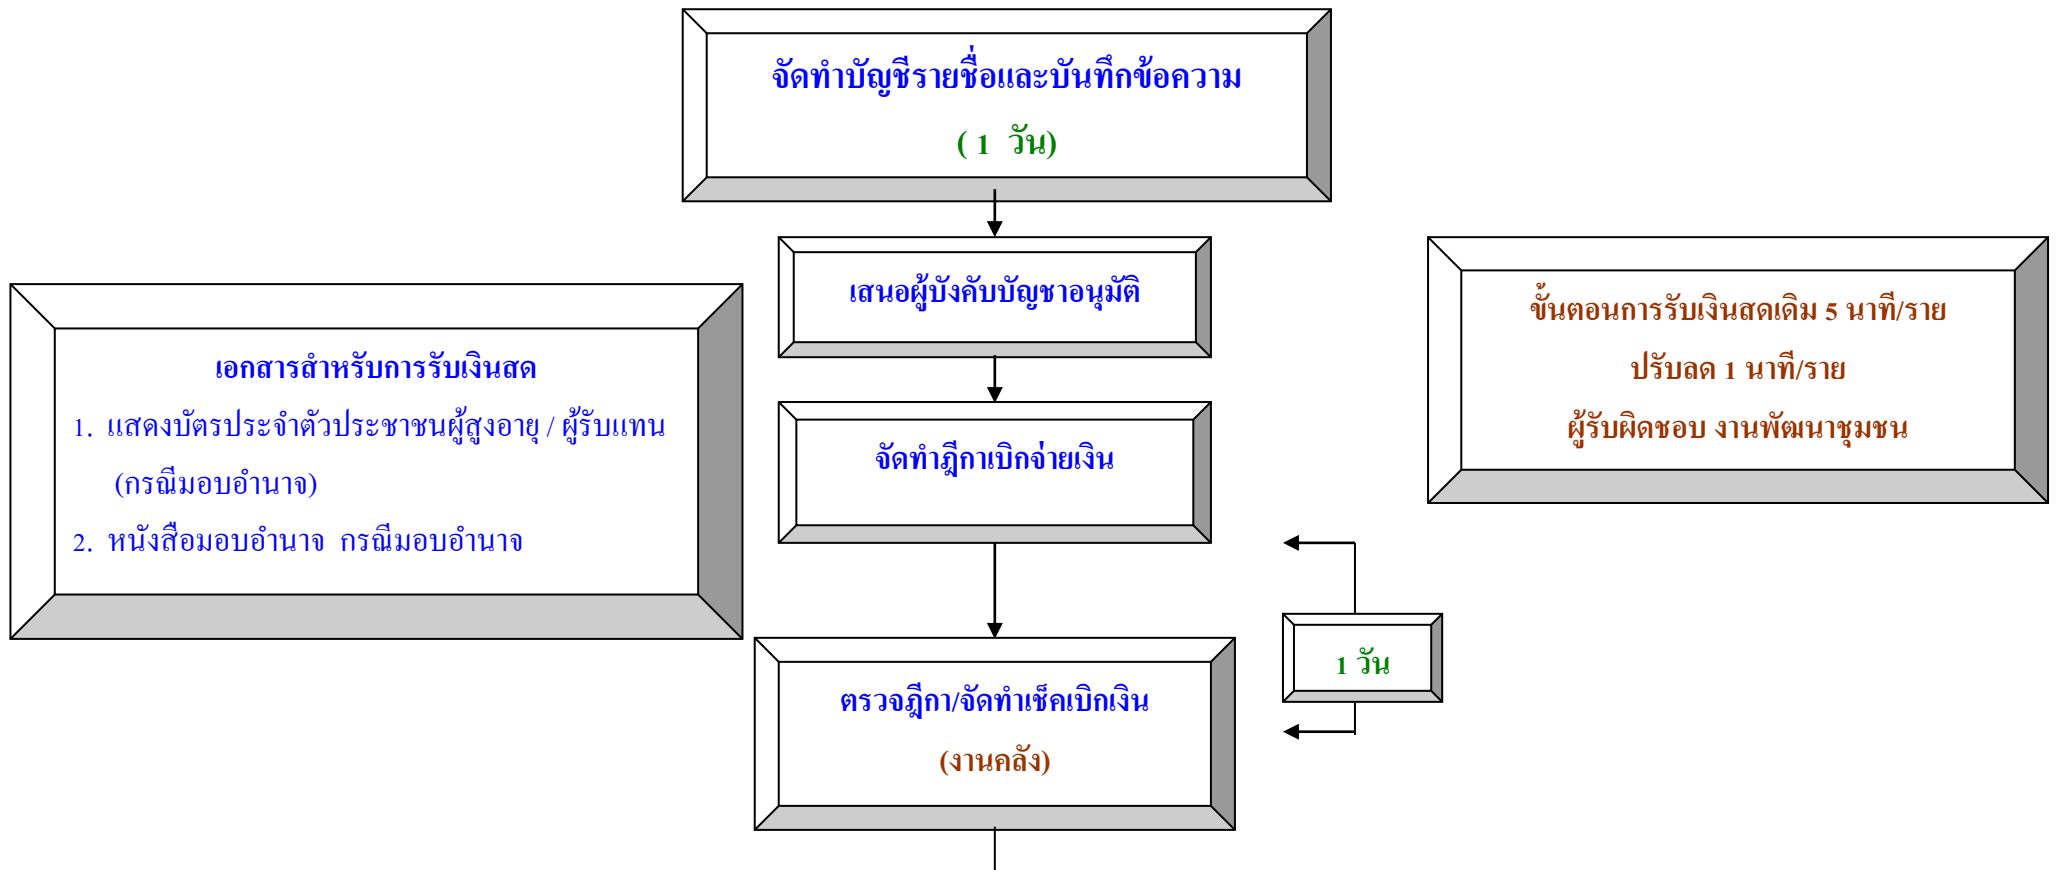 จัดทำบัญชีรายชื่อและบันทึกข้อความ
( 1 วัน)
เสนอผู้บังคับบัญชาอนุมัติ
เอกสารสำหรับการรับเงินสด
1. แสดงบัตรประจำตัวประชาชนผู้สูงอายุ / ผู้รับแทน
(กรณีมอบอำนาจ)
2. หนังสือมอบอำนาจ กรณีมอบอำนาจ
จัดทำฎีกาเบิกจ่ายเงิน
ขั้นตอนการรับเงินสดเดิม 5 นาที/ราย
ปรับลด 1 นาที/ราย
ผู้รับผิดชอบ งานพัฒนาชุมชน
1 วัน
ตรวจฎีกา/จัดทำเช็คเบิกเงิน
(งานคลัง)